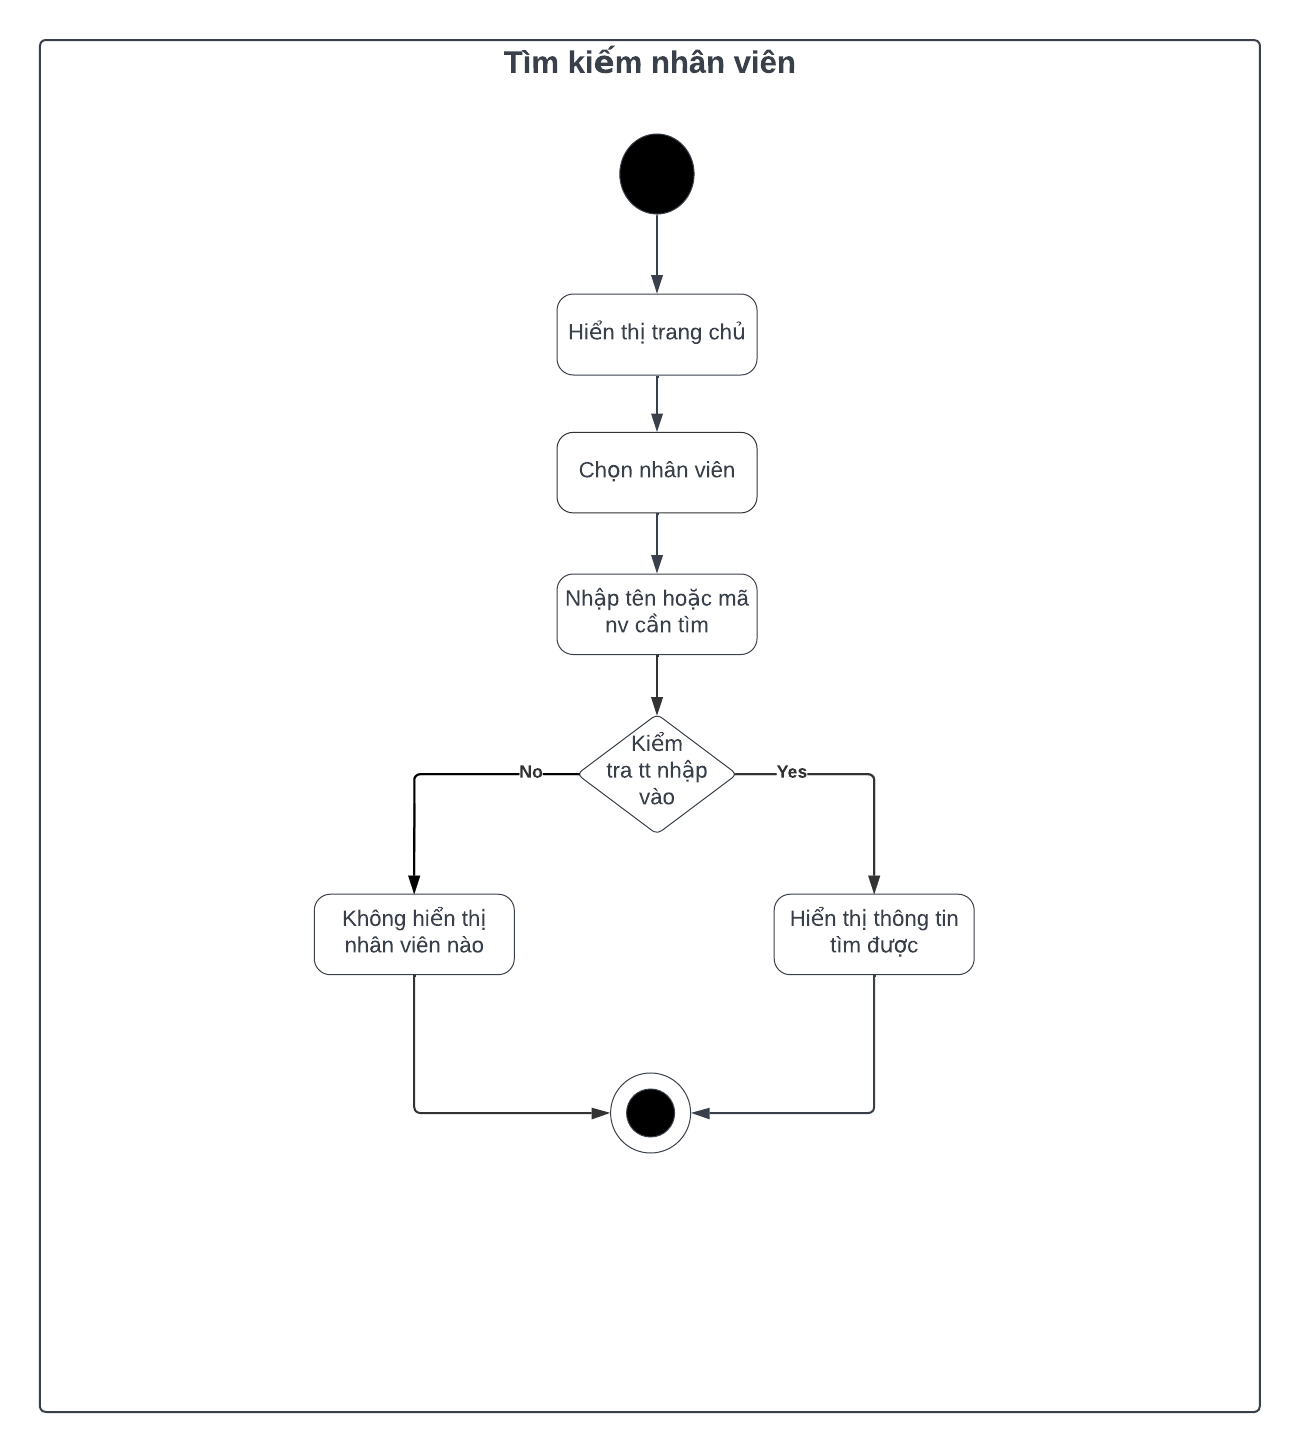 Tìm kiếm nhân viên
Hiển thị trang chủ
Chọn nhân viên
Nhập tên hoặc mã
nv cần tìm
Kiểm
tra tt nhập
vào
No
Yes
Không hiển thị
nhân viên nào
Hiển thị thông tin
tìm được